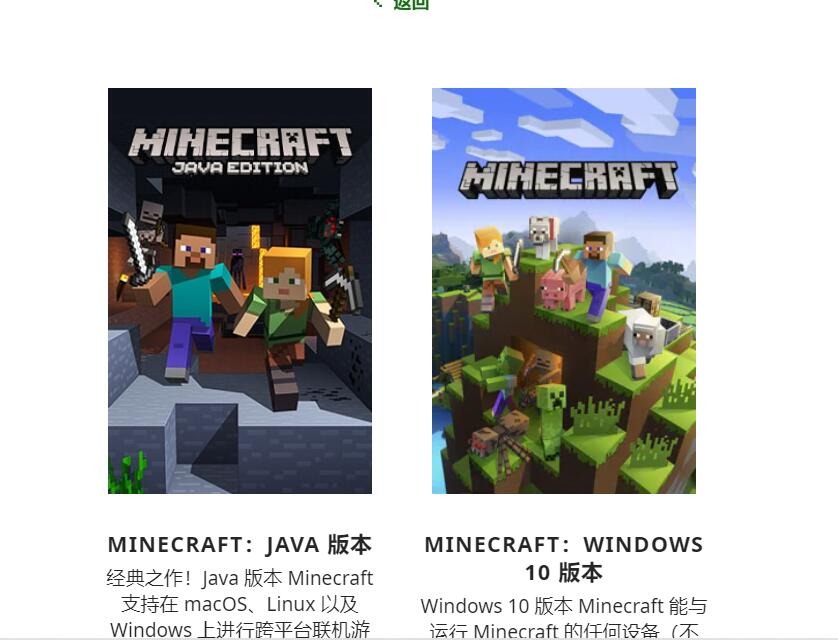 返回
MINECRAFT
JAVA EDITION
MINECRAFT
MINECRAFT：JAVA 版本
经典之作！Java 版本 Minecraft
支持在 macOS、Linux 以及
Windows 上进行跨平台联机游
MINECRAFT：WINDOWS
10 版本
Windows 10 版本 Minecraft 能与
运行 Minecraft 的任何设备（不